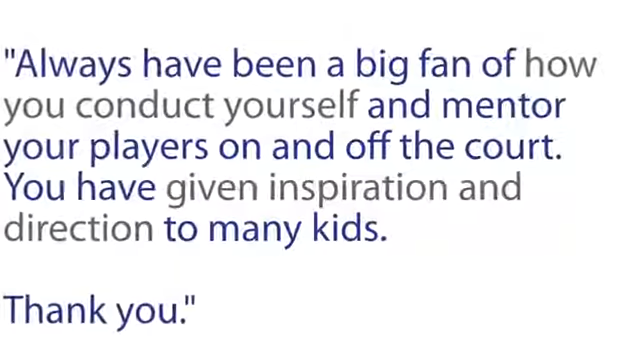 "Always have been a big fan of how
you conduct yourself and mentor
your players on and off the court.
You have given inspiration and
direction to many kids.
Thank you."